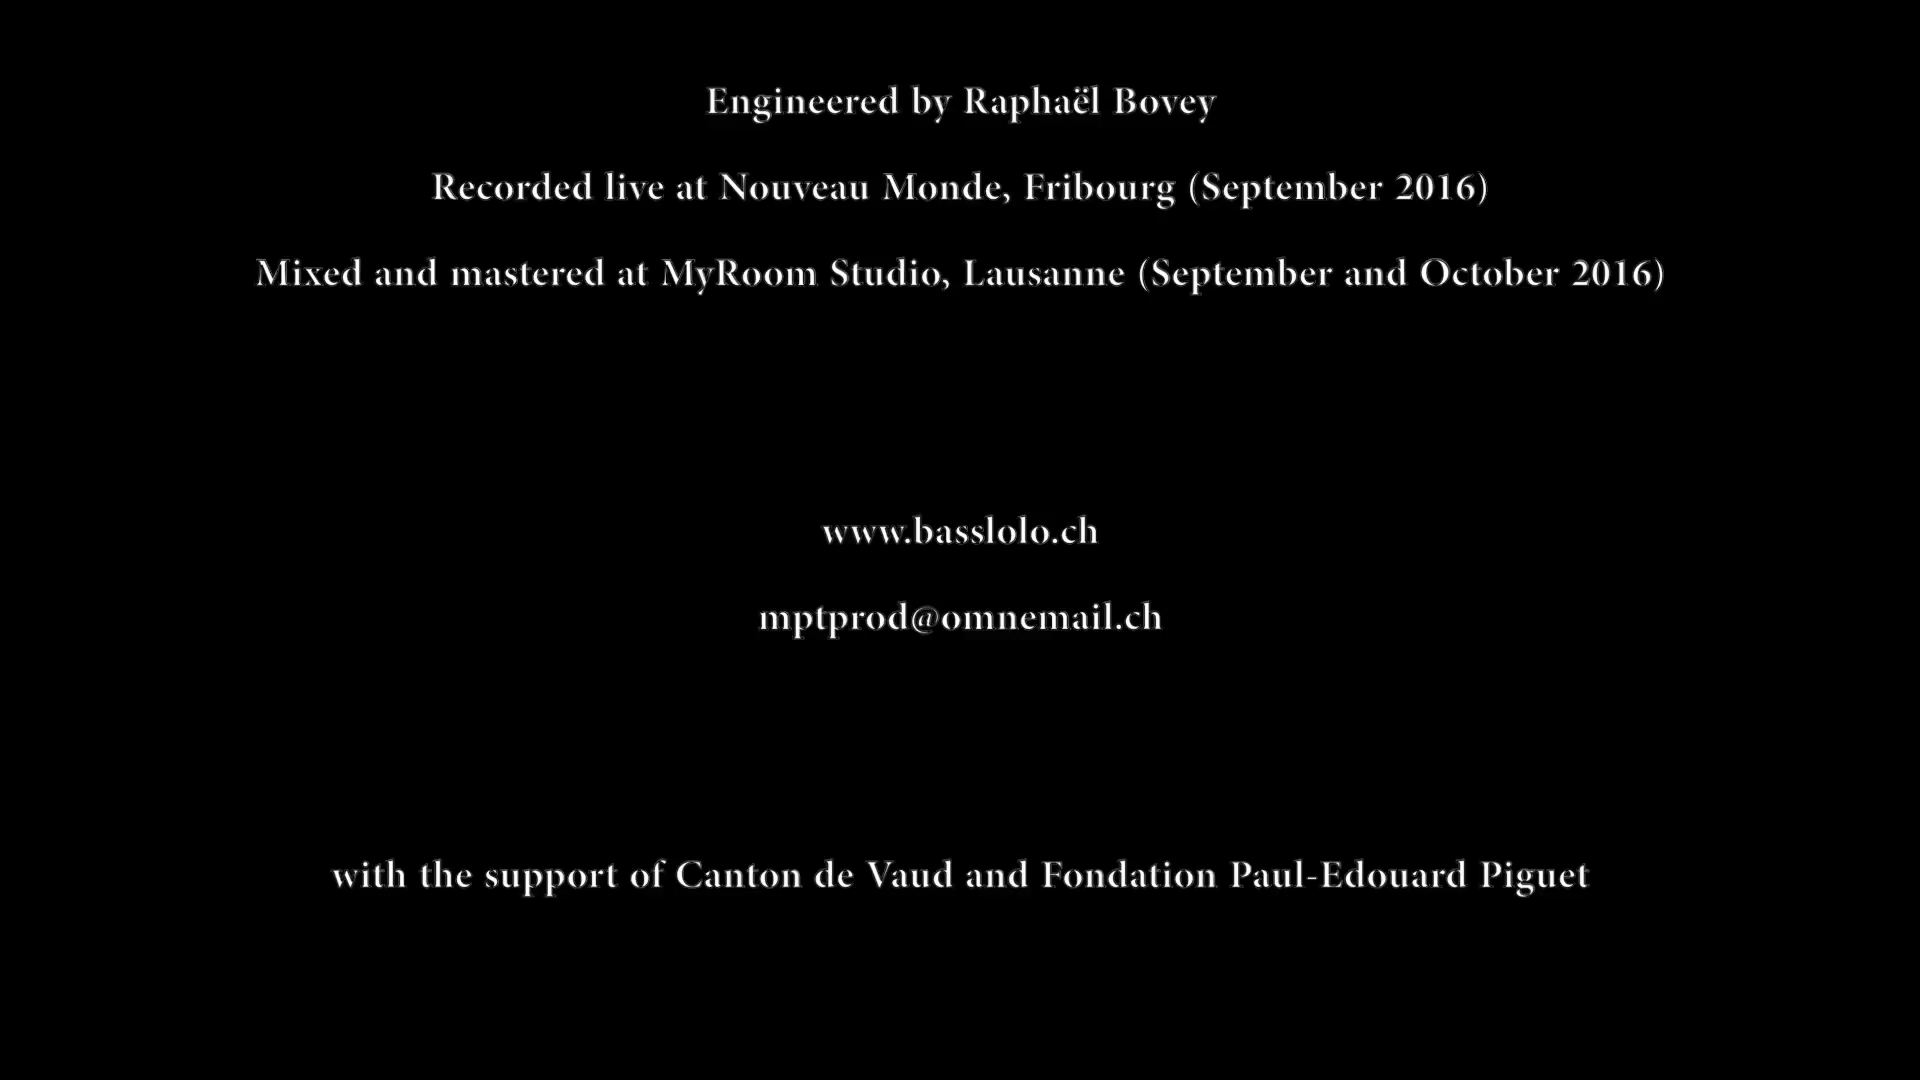 Engineered by Raphaël Bovey
Recorded live at Nouveau Monde, Fribourg (September 2016)
Mixed and mastered at MyRoom Studio, Lausanne (September and October 2016)
www.basslolo.ch
mptprod@omnemail.ch
with the support of Canton de Vaud and Fondation Paul-Edouard Piguet